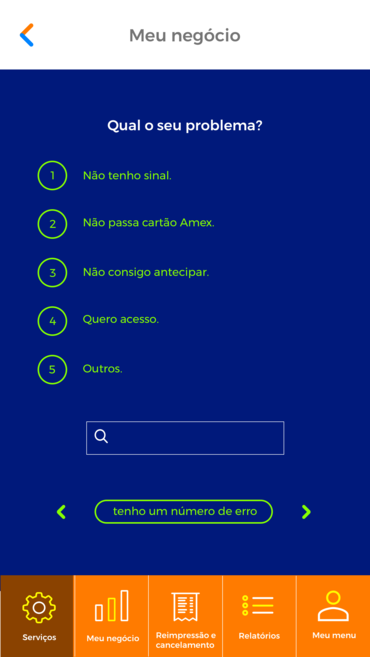 Meu negócio
Qual o seu problema?
1 Não tenho sinal.
2 Não passa cartão Amex.
3 Não consigo antecipar.
4 Quero acesso.
5 Outros.
tenho um número de erro
Serviços
Meu negócio
Reimpressão e
cancelamento
Relatórios
Meu menu